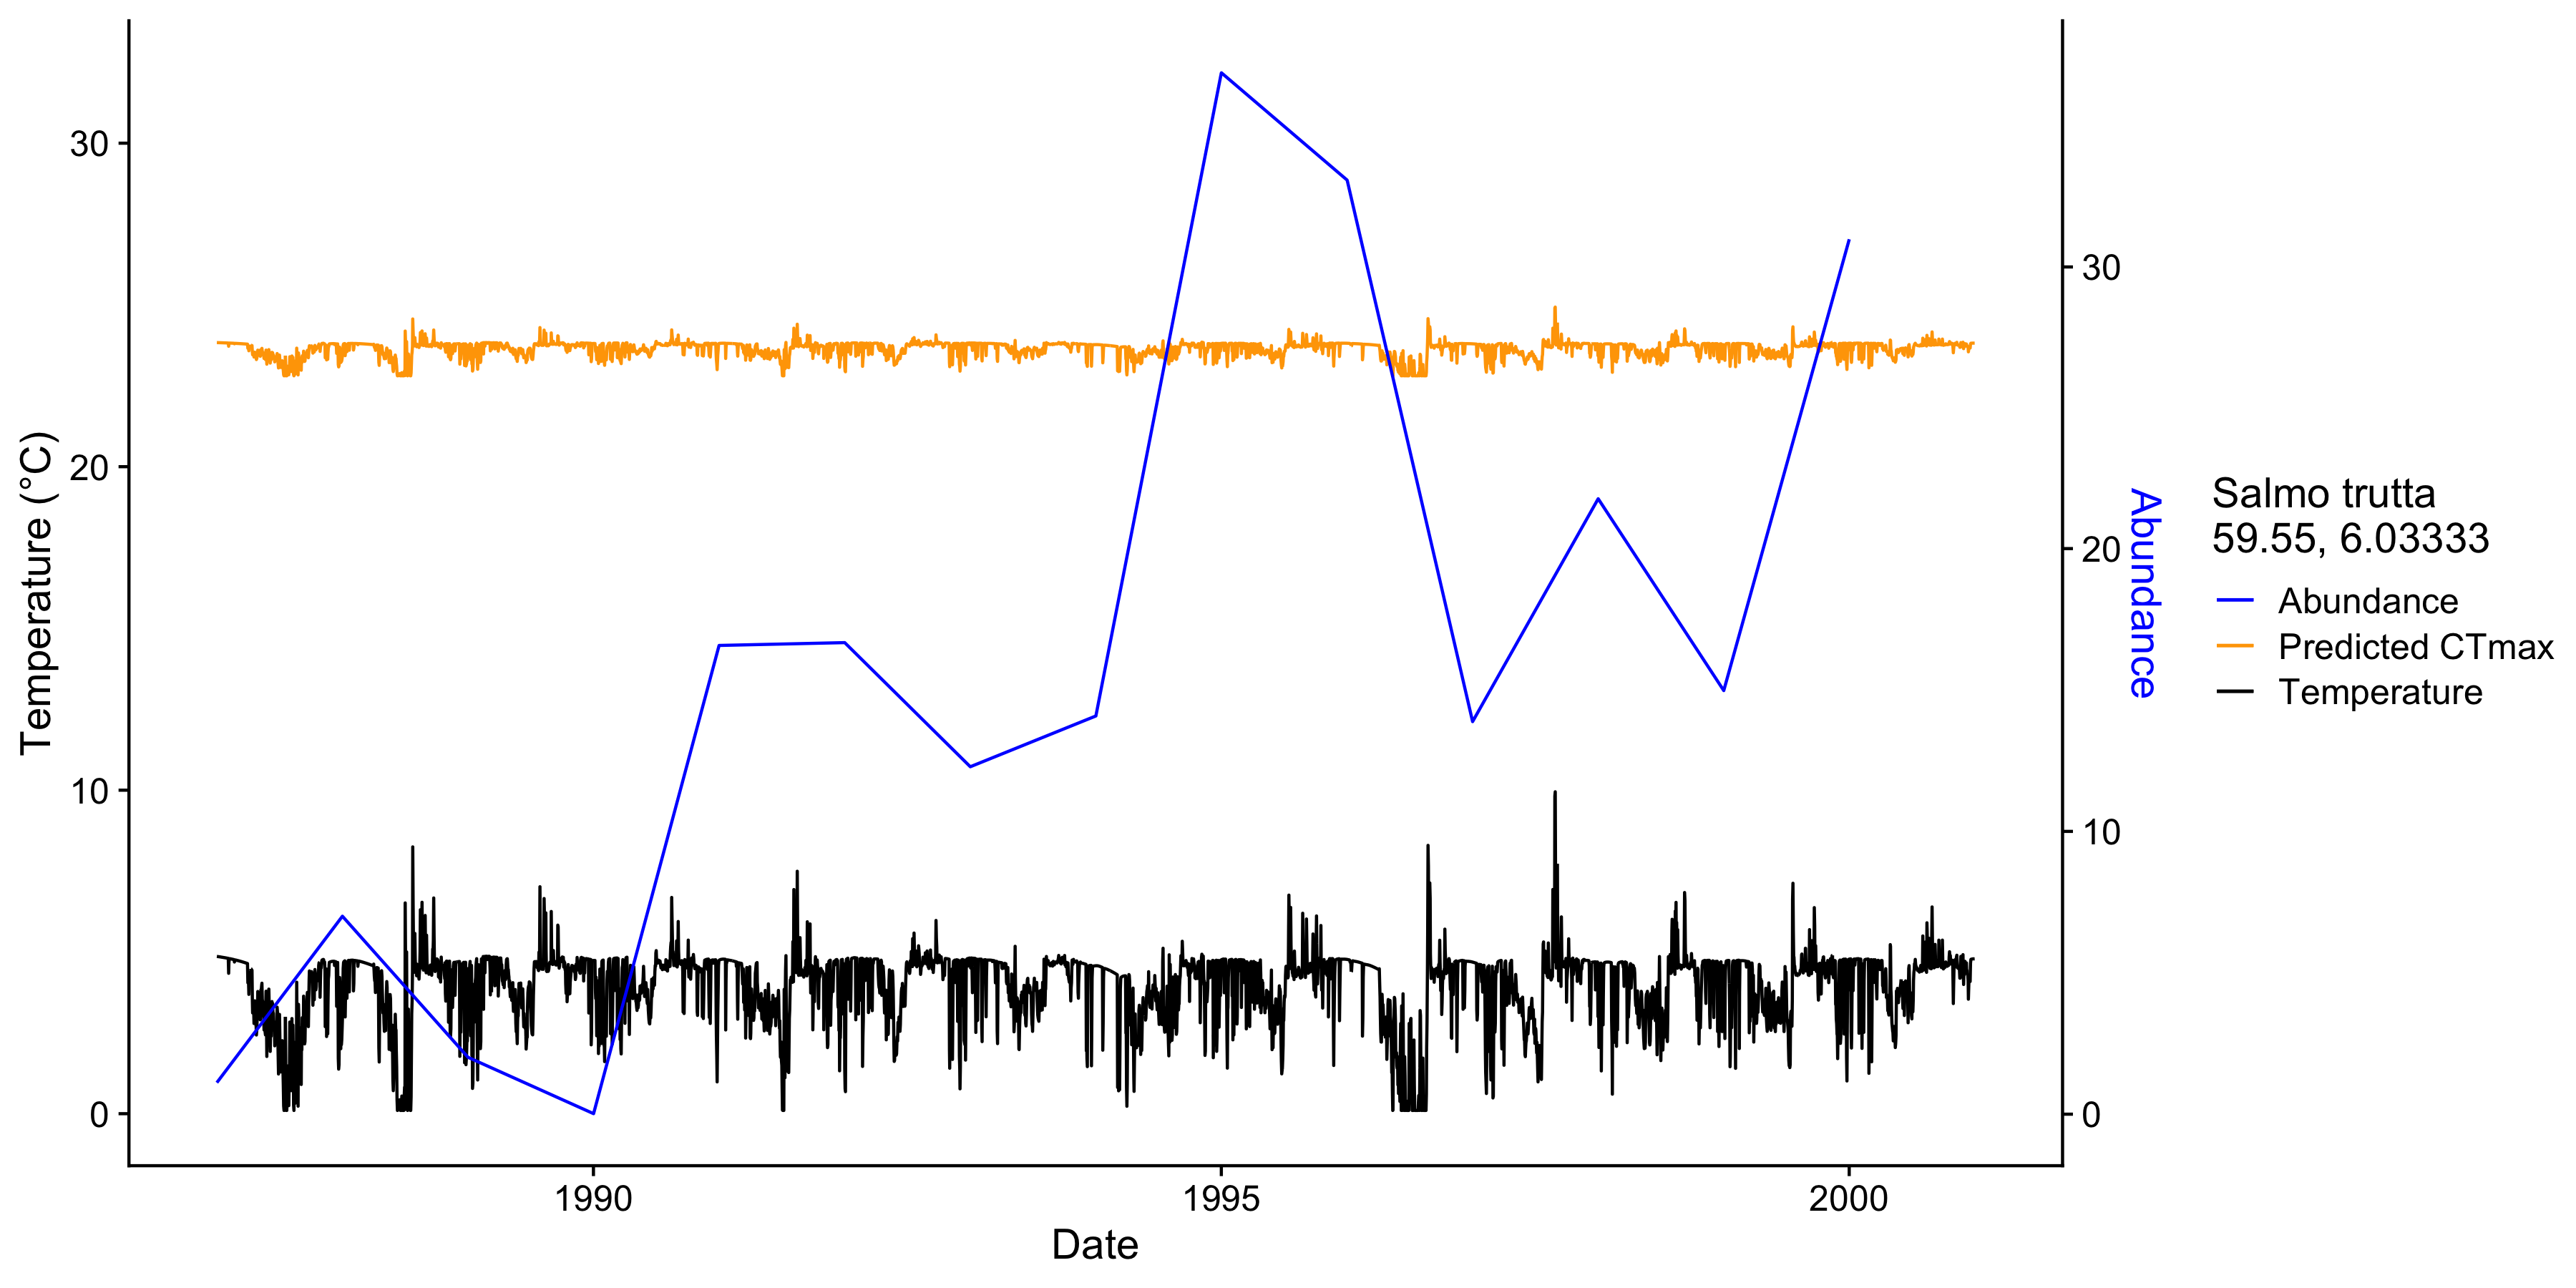 30
20
10
0
Temperature (°C)
1990
1995
2000
Date
30
20
10
0
Abundance
Salmo trutta
59.55, 6.03333
Abundance
Predicted CTmax
Temperature